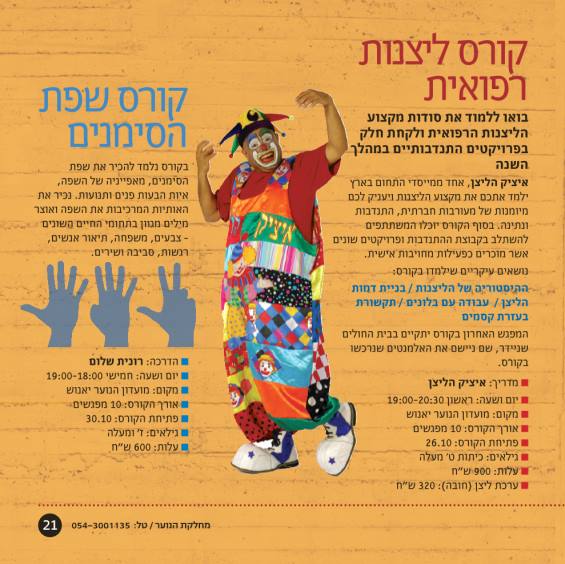 קורס ליצנות
רפואית
בואו ללמוד את סודות מקצוע
הליצנות הרפואית ולקחת חלק
בפרויקטים התנדבותיים במהלך
השנה
איציק הליצן, אחד ממייסדי התחום בארץ
ילמד אתכם את מקצוע הליצנות ויעניק לכם
מיומנות של מעורבות חברתית, התנדבות
ונתינה. בסוף הקורס יוכלו המשתתפים
להשתלב בקבוצת ההתנדבות ופרויקטים שונים
אשר מוכרים כפעילות מחויבות אישית.
נושאים עיקריים שילמדו בקורס:
ההיסטוריה של הליצנות / בניית דמות
הליצן / עבודה עם בלונים / תקשורת
בעזרת קסמים
המפגש האחרון בקורס יתקיים בבית החולים
שניידר, שם ניישם את האלמנטים שנרכשו
בקורס.
מדריך: איציק הליצן
יום ושעה: ראשון 19:00-20:30
מקום: מועדון הנוער יאנוש
אורך הקורס: 10 מפגשים
פתיחת הקורס: 26.10
גילאים: כיתות ט' מעלה
עלות: 900 ש"ח
ערכת ליצן (חובה): 320 ש"ח
קורס שפת
הסימנים
בקורס נלמד להכיר את שפת
הסימנים, מאפייניה של השפה,
איות הבעות פנים ותנועות. נכיר את
האותיות המרכיבות את השפה ואוצר
מילים מגוון בתחומי החיים השונים
- צבעים, משפחה, תיאור אנשים,
רגשות, סביבה ושירים.
הדרכה: רונית שלום
יום ושעה: חמישי 19:00-18:00
מקום: מועדון הנוער יאנוש
אורך הקורס: 10 מפגשים
פתיחת הקורס: 30.10
גילאים: ז' ומעלה
עלות: 600 ש"ח
איציק
מחלקת הנוער / טל: 054-3001135
21